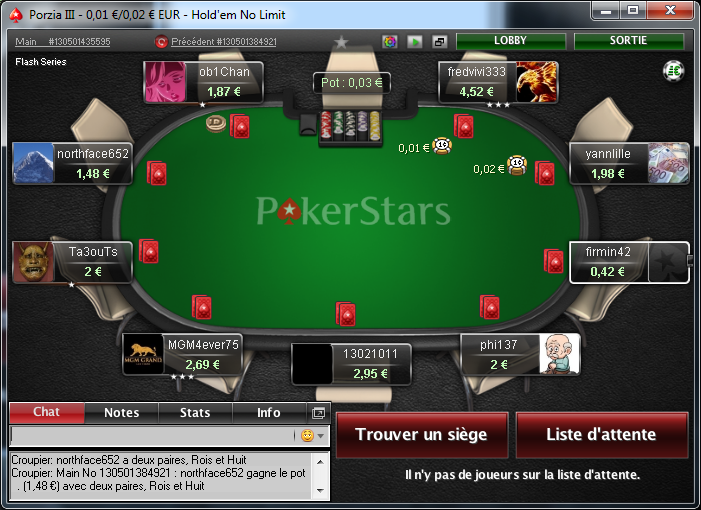 Porzia III - 0,01 €/0,02 € EUR - Hold'em No Limit
Main #130501435595
Précédent #130501384921
LOBBY
SORTIE
Flash Series
ob1Chan
1,87 €
Pot : 0,03 €
fredvivi333
4,52 €
D
0,01 €
northface652
1,48 €
0,02 €
yannlille
1,98 €
PokerStars
Ta3ouTs
2 €
firmin42
0,42 €
MGM GRAND
MGM4ever75
2,69 €
13021011
2,95 €
phi137
2 €
Chat
Notes
Stats
Info
Trouver un siège
Liste d'attente
Croupier: northface652 a deux paires, Rois et Huit
Croupier: Main No 130501384921 : northface652 gagne le pot
. (1,48 €) avec deux paires, Rois et Huit
Il n'y pas de joueurs sur la liste d'attente.